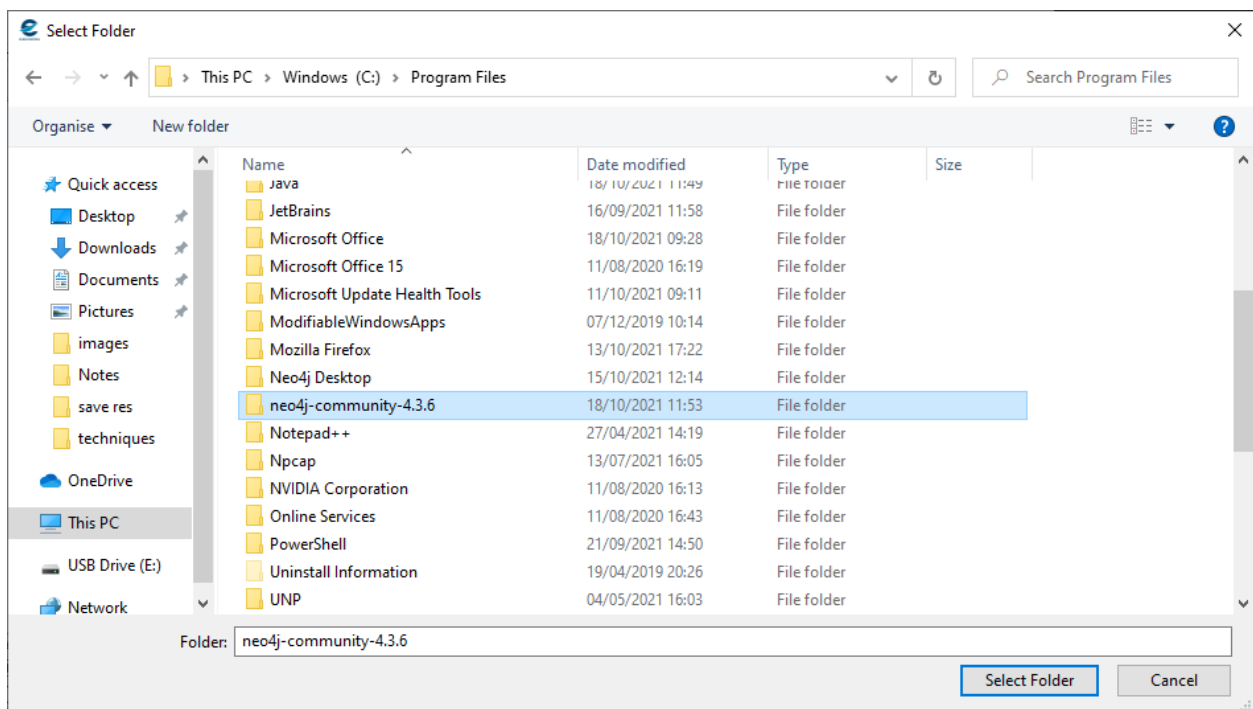 Select Folder
This PC > Windows (C:) > Program Files
Search Program Files
Organise
New folder
?
Name Date modified Type Size
Quick access
Desktop
Downloads
Documents
Pictures
images
Notes
save res
techniques
OneDrive
This PC
USB Drive (E:)
Network
Java 18/10/2021 11:49 File folder
JetBrains 16/09/2021 11:58 File folder
Microsoft Office 18/10/2021 09:28 File folder
Microsoft Office 15 11/08/2020 16:19 File folder
Microsoft Update Health Tools 11/10/2021 09:11 File folder
ModifiableWindowsApps 07/12/2019 10:14 File folder
Mozilla Firefox 13/10/2021 17:22 File folder
Neo4j Desktop 15/10/2021 12:14 File folder
neo4j-community-4.3.6 18/10/2021 11:53 File folder
Notepad++ 27/04/2021 14:19 File folder
Npcap 13/07/2021 16:05 File folder
NVIDIA Corporation 11/08/2020 16:13 File folder
Online Services 11/08/2020 16:43 File folder
PowerShell 21/09/2021 14:50 File folder
Uninstall Information 19/04/2019 20:26 File folder
UNP 04/05/2021 16:03 File folder
Folder: neo4j-community-4.3.6
Select Folder
Cancel